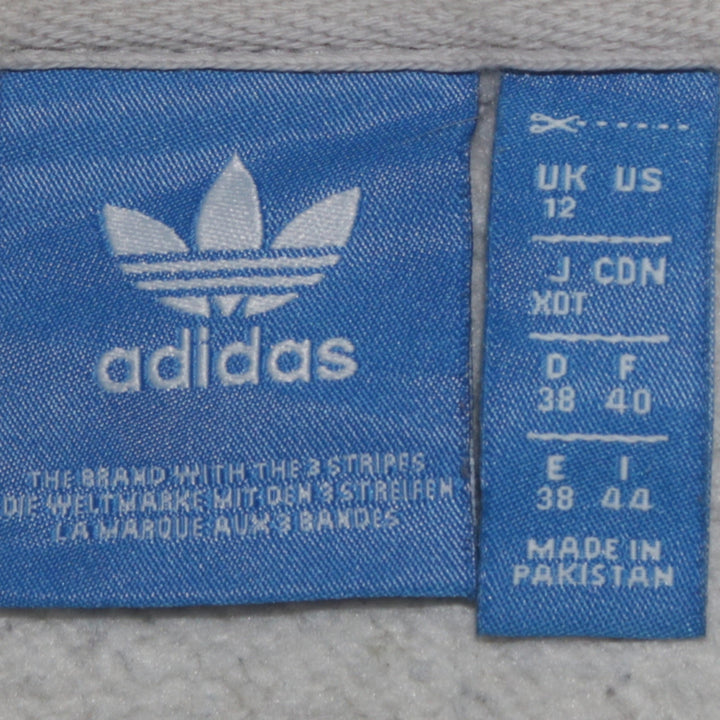 adidas
THE BRAND WITH THE 3 STRIPES
DIE WELTMARKE MIT DEN 3 STREIFEN
LA MARQUE AUX 3 BANDES
UK US
12
J CDN
XOT
D F
38 40
E I
38 44
MADE IN
PAKISTAN